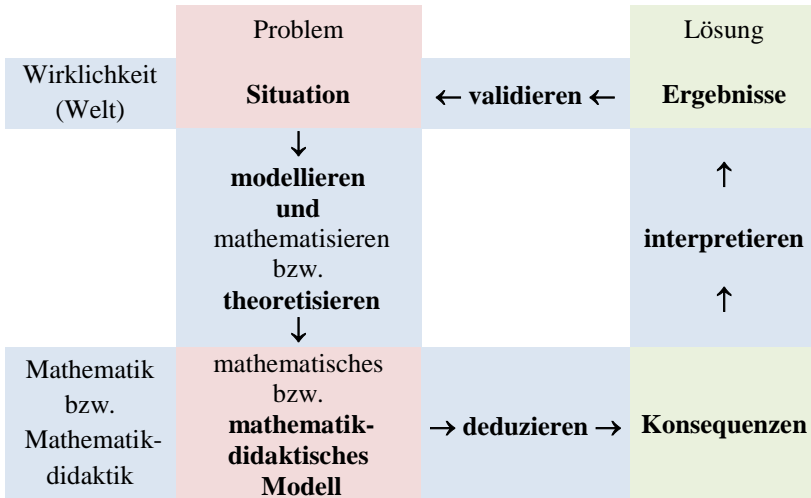 Problem
Lösung
Wirklichkeit
(Welt)
Situation
← validieren ←
Ergebnisse
↓
modellieren
und
mathematisieren
bzw.
theoretisieren
↓
↑
interpretieren
↑
Mathematik
bzw.
Mathematik-
didaktik
mathematisches
bzw.
mathematik-
didaktisches
Modell
→ deduzieren →
Konsequenzen